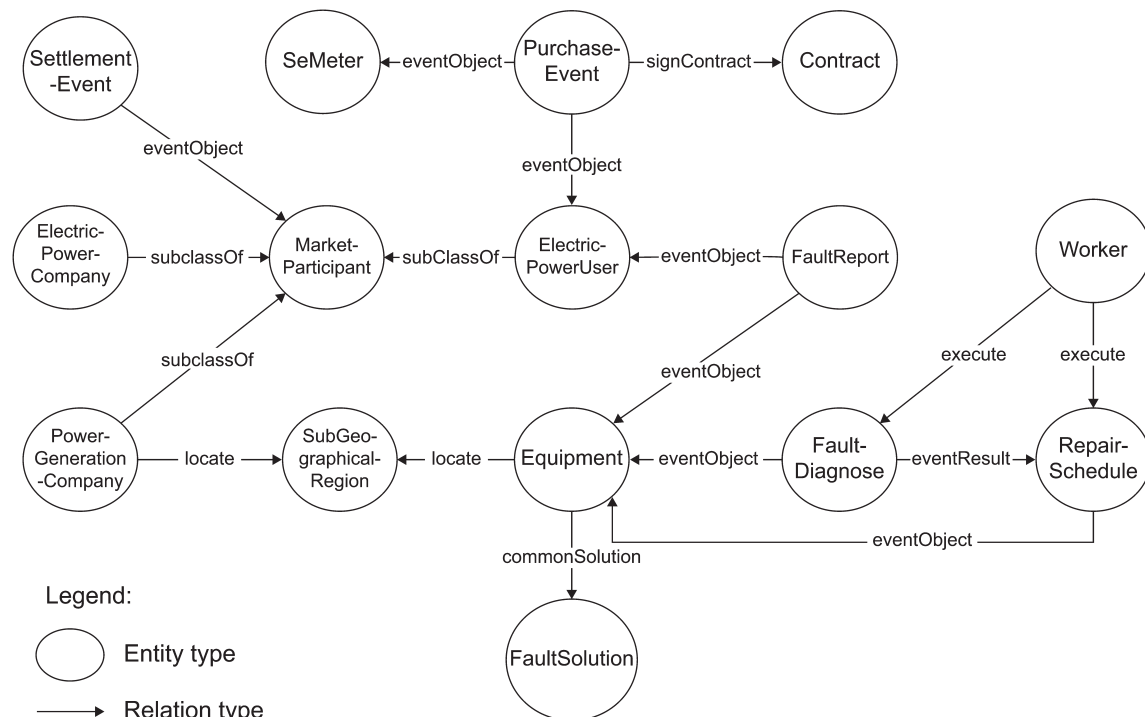 Settlement
-Event
SeMeter
eventObject
Purchase-
Event
signContract
Contract
eventObject
eventObject
Electric-
Power-
Company
subclassOf
Market-
Participant
subClassOf
Electric-
PowerUser
eventObject
FaultReport
Worker
subclassOf
eventObject
execute
execute
Power-
Generation
-Company
locate
SubGeo-
graphical-
Region
locate
Equipment
eventObject
Fault-
Diagnose
eventResult
Repair-
Schedule
eventObject
commonSolution
Legend:
Entity type
FaultSolution
Relation type